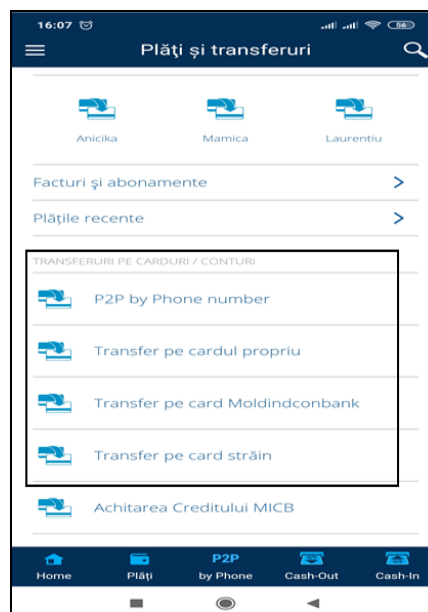 16:07
56
Plăți și transferuri
Anicika
Mamica
Laurentiu
Facturi și abonamente
Plățile recente
TRANSFERURI PE CARDURI / CONTURI
P2P by Phone number
Transfer pe cardul propriu
Transfer pe card Moldindconbank
Transfer pe card străin
Achitarea Creditului MICB
Home
Plăți
P2P
by Phone
Cash-Out
Cash-In